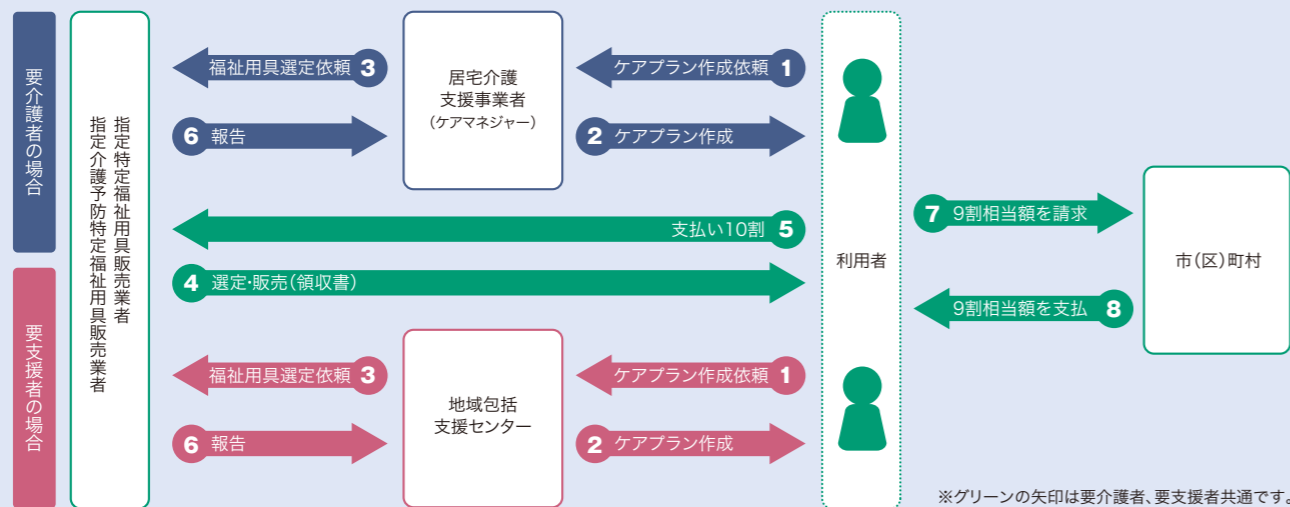 要介護者の場合
要支援者の場合
指定特定福祉用具販売業者
指定介護予防特定福祉用具販売業者
福祉用具選定依頼 3
6 報告
居宅介護
支援事業者
（ケアマネジャー）
ケアプラン作成依頼 1
2 ケアプラン作成
支払い10割 5
4 選定・販売（領収書）
福祉用具選定依頼 3
6 報告
地域包括
支援センター
ケアプラン作成依頼 1
2 ケアプラン作成
利用者
7 9割相当額を請求
9割相当額を支払 8
市（区）町村
※グリーンの矢印は要介護者、要支援者共通です。